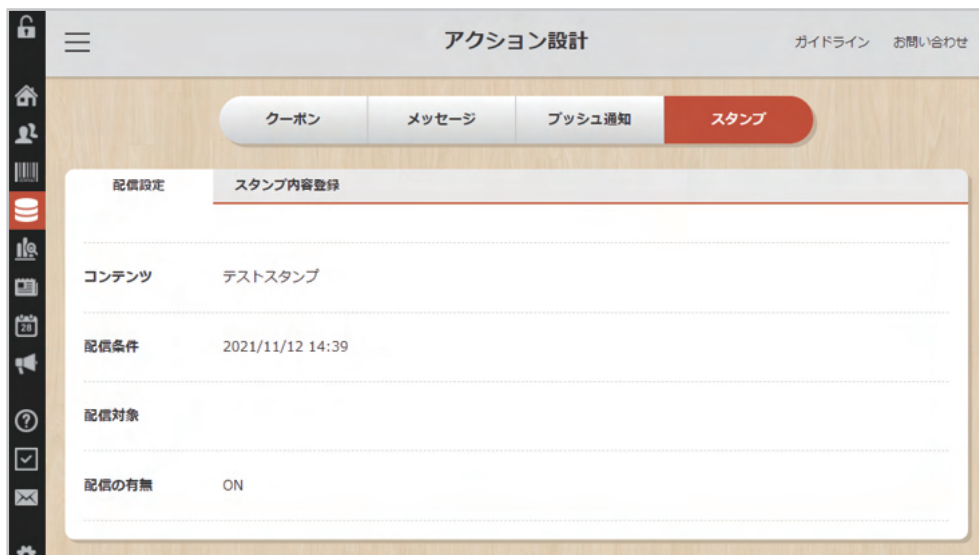 アクション設計
ガイドライン お問い合わせ
クーポン メッセージ プッシュ通知 スタンプ
配信設定 スタンプ内容登録
コンテンツ テストスタンプ
配信条件 2021/11/12 14:39
配信対象
配信の有無 ON
28